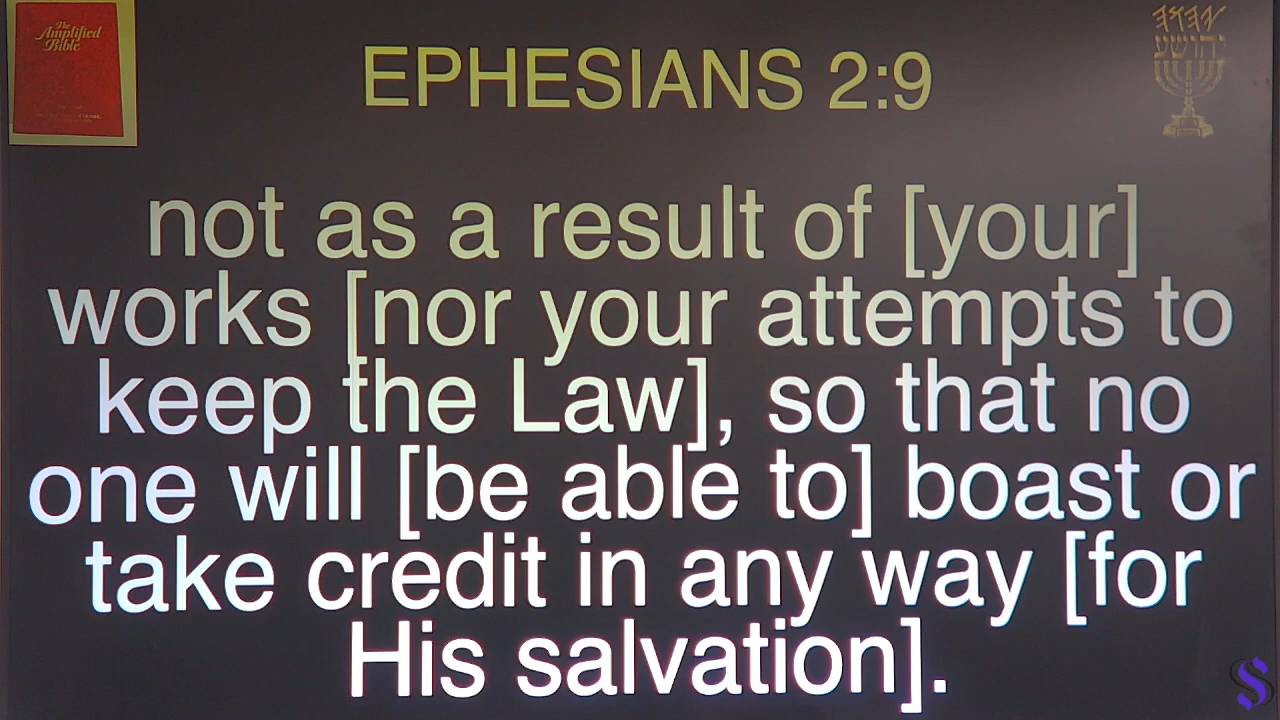 The
Amplified
Bible
EPHESIANS 2:9
יהושע
not as a result of [your]
works [nor your attempts to
keep the Law], so that no
one will [be able to] boast or
take credit in any way [for
His salvation].
S